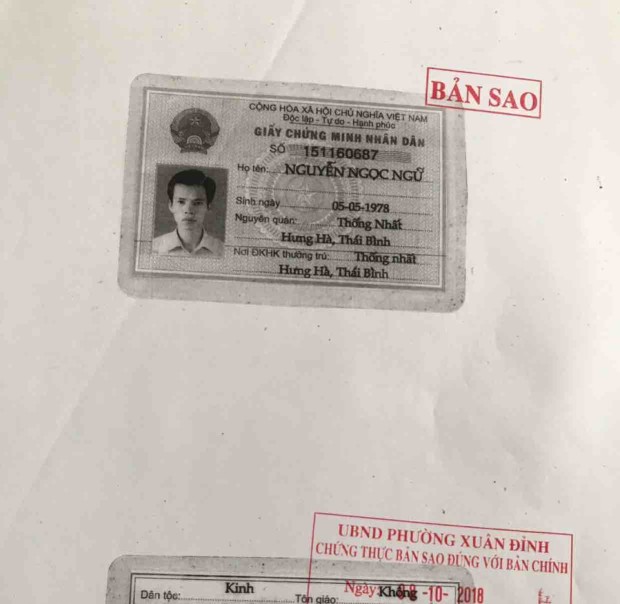 BẢN SAO
CỘNG HÒA XÃ HỘI CHỦ NGHĨA VIỆT NAM
Độc lập - Tự do - Hạnh phúc
GIẤY CHỨNG MINH NHÂN DÂN
SỐ 151160687
Họ tên: NGUYỄN NGỌC NGỮ
Sinh ngày 05-05-1978
Nguyên quán: Thống Nhất
Hưng Hà, Thái Bình
Nơi ĐKHK thường trú: Thống nhất
Hưng Hà, Thái Bình
UBND PHƯỜNG XUÂN ĐỈNH
CHỨNG THỰC BẢN SAO ĐÚNG VỚI BẢN CHÍNH
Ngày: -10- 2018
Dân tộc: Kinh Tôn giáo: Không